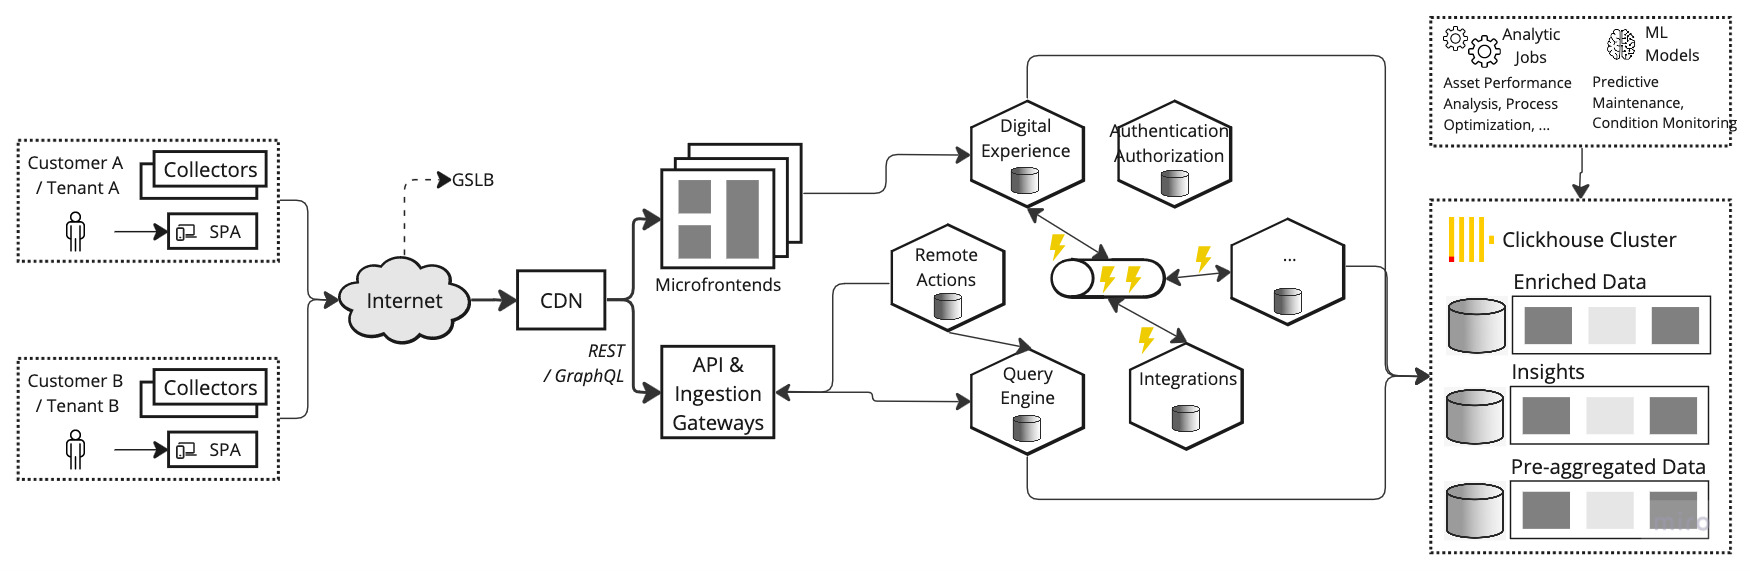 Customer A
/ Tenant A
Collectors
SPA
Customer B
/ Tenant B
Collectors
SPA
GSLB
Internet
CDN
REST
/ GraphQL
Microfrontends
API &
Ingestion
Gateways
Digital
Experience
Authentication
Authorization
Remote
Actions
...
Query
Engine
Integrations
Analytic
Jobs
Asset Performance
Analysis, Process
Optimization, ...
ML
Models
Predictive
Maintenance,
Condition Monitoring
Clickhouse Cluster
Enriched Data
Insights
Pre-aggregated Data
miro